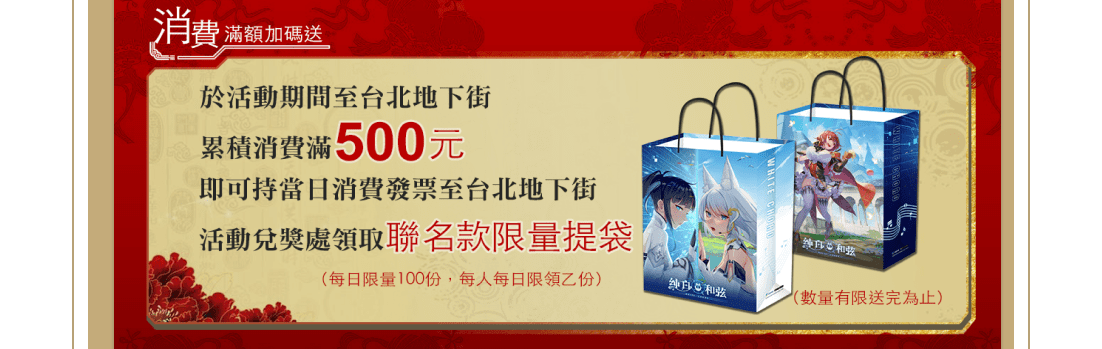 消費 滿額加碼送
於活動期間至台北地下街
累積消費滿500元
即可持當日消費發票至台北地下街
活動兌獎處領取聯名款限量提袋
（每日限量100份，每人每日限領乙份）
WHITE CHORD
純白和弦
純白和弦
（數量有限送完為止）